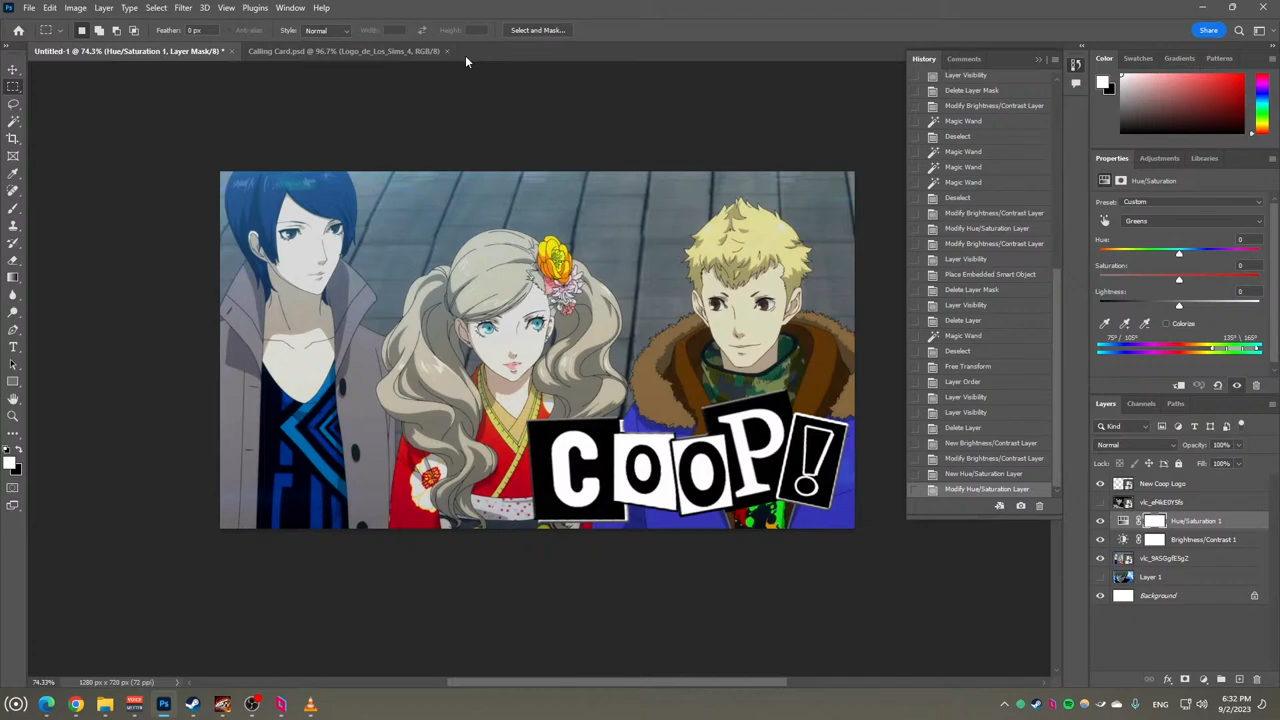 File Edit Image Layer Type Select Filter 3D View Plugins Window Help
Feather: 0 px Anti-alias Style: Normal Width: Height: Select and Mask... Share
Untitled-1 @ 74.3% (Hue/Saturation 1, Layer Mask/8) * × Calling Card.psd @ 96.7% (Logo_de_Los_Sims_4, RGB/8) ×
History Comments
Layer Visibility
Delete Layer Mask
Modify Brightness/Contrast Layer
Magic Wand
Deselect
Magic Wand
Magic Wand
Magic Wand
Deselect
Modify Brightness/Contrast Layer
Modify Hue/Saturation Layer
Modify Brightness/Contrast Layer
Layer Visibility
Place Embedded Smart Object
Delete Layer Mask
Layer Visibility
Delete Layer
Magic Wand
Deselect
Free Transform
Layer Order
Layer Visibility
Layer Visibility
Delete Layer
New Brightness/Contrast Layer
Modify Brightness/Contrast Layer
New Hue/Saturation Layer
Modify Hue/Saturation Layer
COOP!
Color Swatches Gradients Patterns
Properties Adjustments Libraries
Hue/Saturation
Preset: Custom
Greens
Hue: 0
Saturation: 0
Lightness: 0
Colorize
75° / 105° 135° \ 165°
Layers Channels Paths
Kind
Normal Opacity: 100%
Lock: Fill: 100%
New Coop Logo
Hue/Saturation 1
Brightness/Contrast 1
vlc_9ASGgfE5gZ
Layer 1
Background
74.33% 1280 px x 720 px (72 ppi)
ENG 6:32 PM
9/2/2023